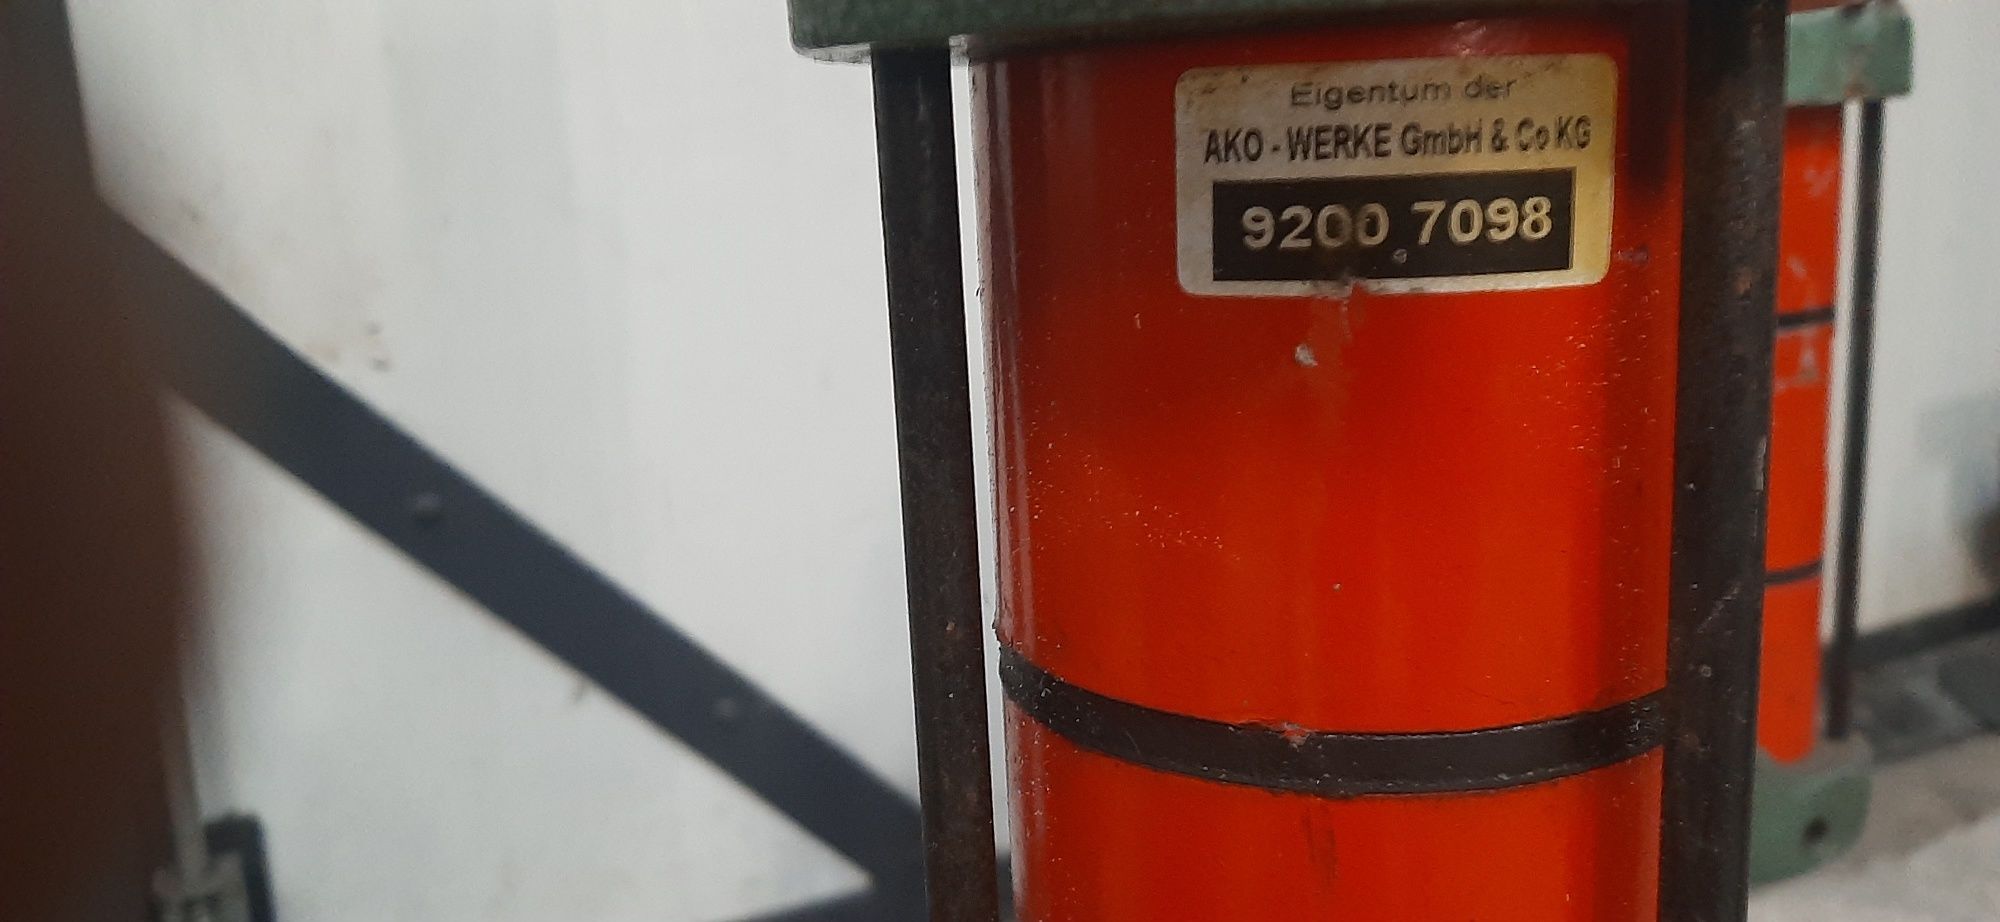 Eigentum der
AKO - WERKE GmbH & Co KG
9200 7098